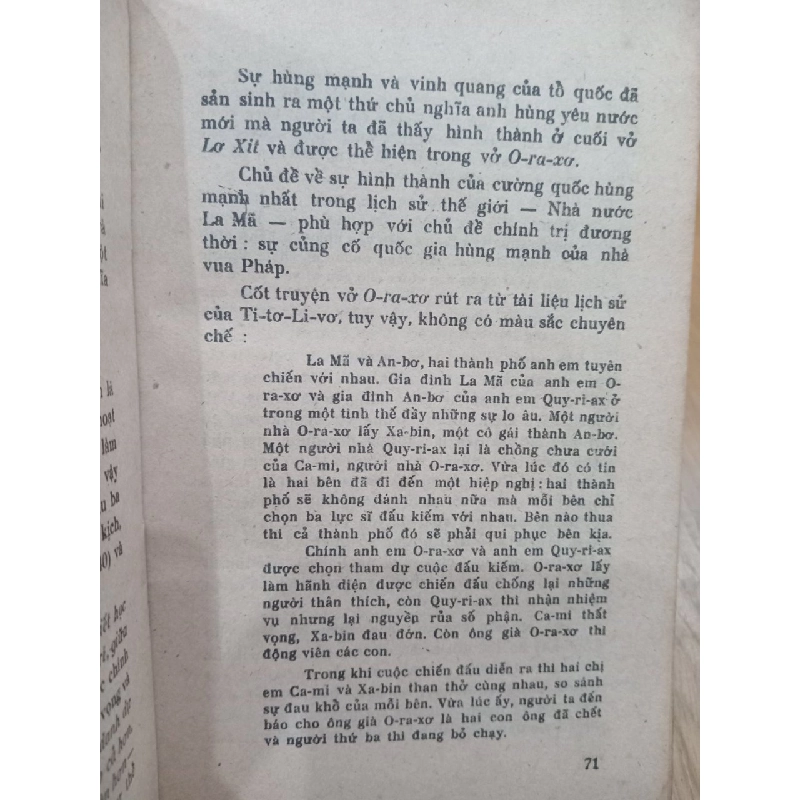 Sự hùng mạnh và vinh quang của tổ quốc đã
sản sinh ra một thứ chủ nghĩa anh hùng yêu nước
mới mà người ta đã thấy hình thành ở cuối vở
Lơ Xit và được thể hiện trong vở O-ra-xơ.
Chủ đề về sự hình thành của cường quốc hùng
mạnh nhất trong lịch sử thế giới — Nhà nước
La Mã — phù hợp với chủ đề chính trị đương
thời : sự củng cố quốc gia hùng mạnh của nhà
vua Pháp.
Cốt truyện vở O-ra-xơ rút ra từ tài liệu lịch sử
của Ti-tơ-Li-vơ, tuy vậy, không có màu sắc chuyên
chế :
La Mã và An-bơ, hai thành phố anh em tuyên
chiến với nhau. Gia đình La Mã của anh em O-
ra-xơ và gia đình An-bơ của anh em Quy-ri-ax ở
trong một tình thế đầy những sự lo âu. Một người
nhà O-ra-xơ lấy Xa-bin, một cô gái thành An-bơ.
Một người nhà Quy-ri-ax lại là chồng chưa cưới
của Ca-mi, người nhà O-ra-xơ. Vừa lúc đó có tin
là hai bên đã đi đến một hiệp nghị : hai thành
phố sẽ không đánh nhau nữa mà mỗi bên chỉ
chọn ba lực sĩ đấu kiếm với nhau. Bên nào thua
thì cả thành phố đó sẽ phải qui phục bên kia.
Chính anh em O-ra-xơ và anh em Quy-ri-ax
được chọn tham dự cuộc đấu kiếm. O-ra-xơ lấy
làm hãnh diện được chiến đấu chống lại những
người thân thích, còn Quy-ri-ax thì nhận nhiệm
vụ nhưng lại nguyền rủa số phận. Ca-mi thất
vọng, Xa-bin đau đớn. Còn ông già O-ra-xơ thì
động viên các con.
Trong khi cuộc chiến đấu diễn ra thì hai chị
em Ca-mi và Xa-bin than thở cùng nhau, so sánh
sự đau khổ của mỗi bên. Vừa lúc ấy, người ta đến
báo cho ông già O-ra-xơ là hai con ông đã chết
và người thứ ba thì đang bỏ chạy.
71